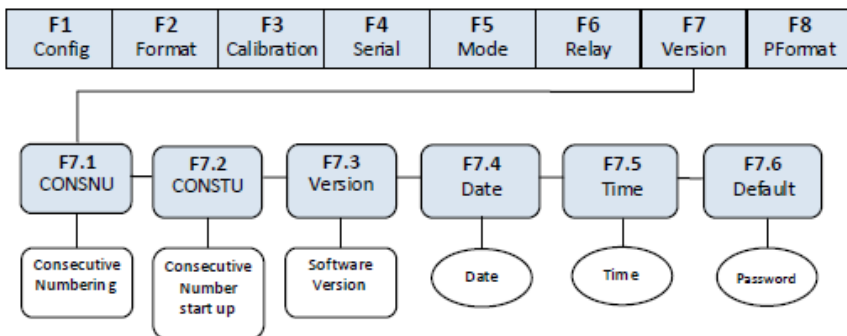 F1 F2 F3 F4 F5 F6 F7 F8
Config Format Calibration Serial Mode Relay Version PFormat
F7.1 F7.2 F7.3 F7.4 F7.5 F7.6
CONSNU CONSTU Version Date Time Default
Consecutive
Numbering
Consecutive
Number
start up
Software
Version
Date
Time
Password